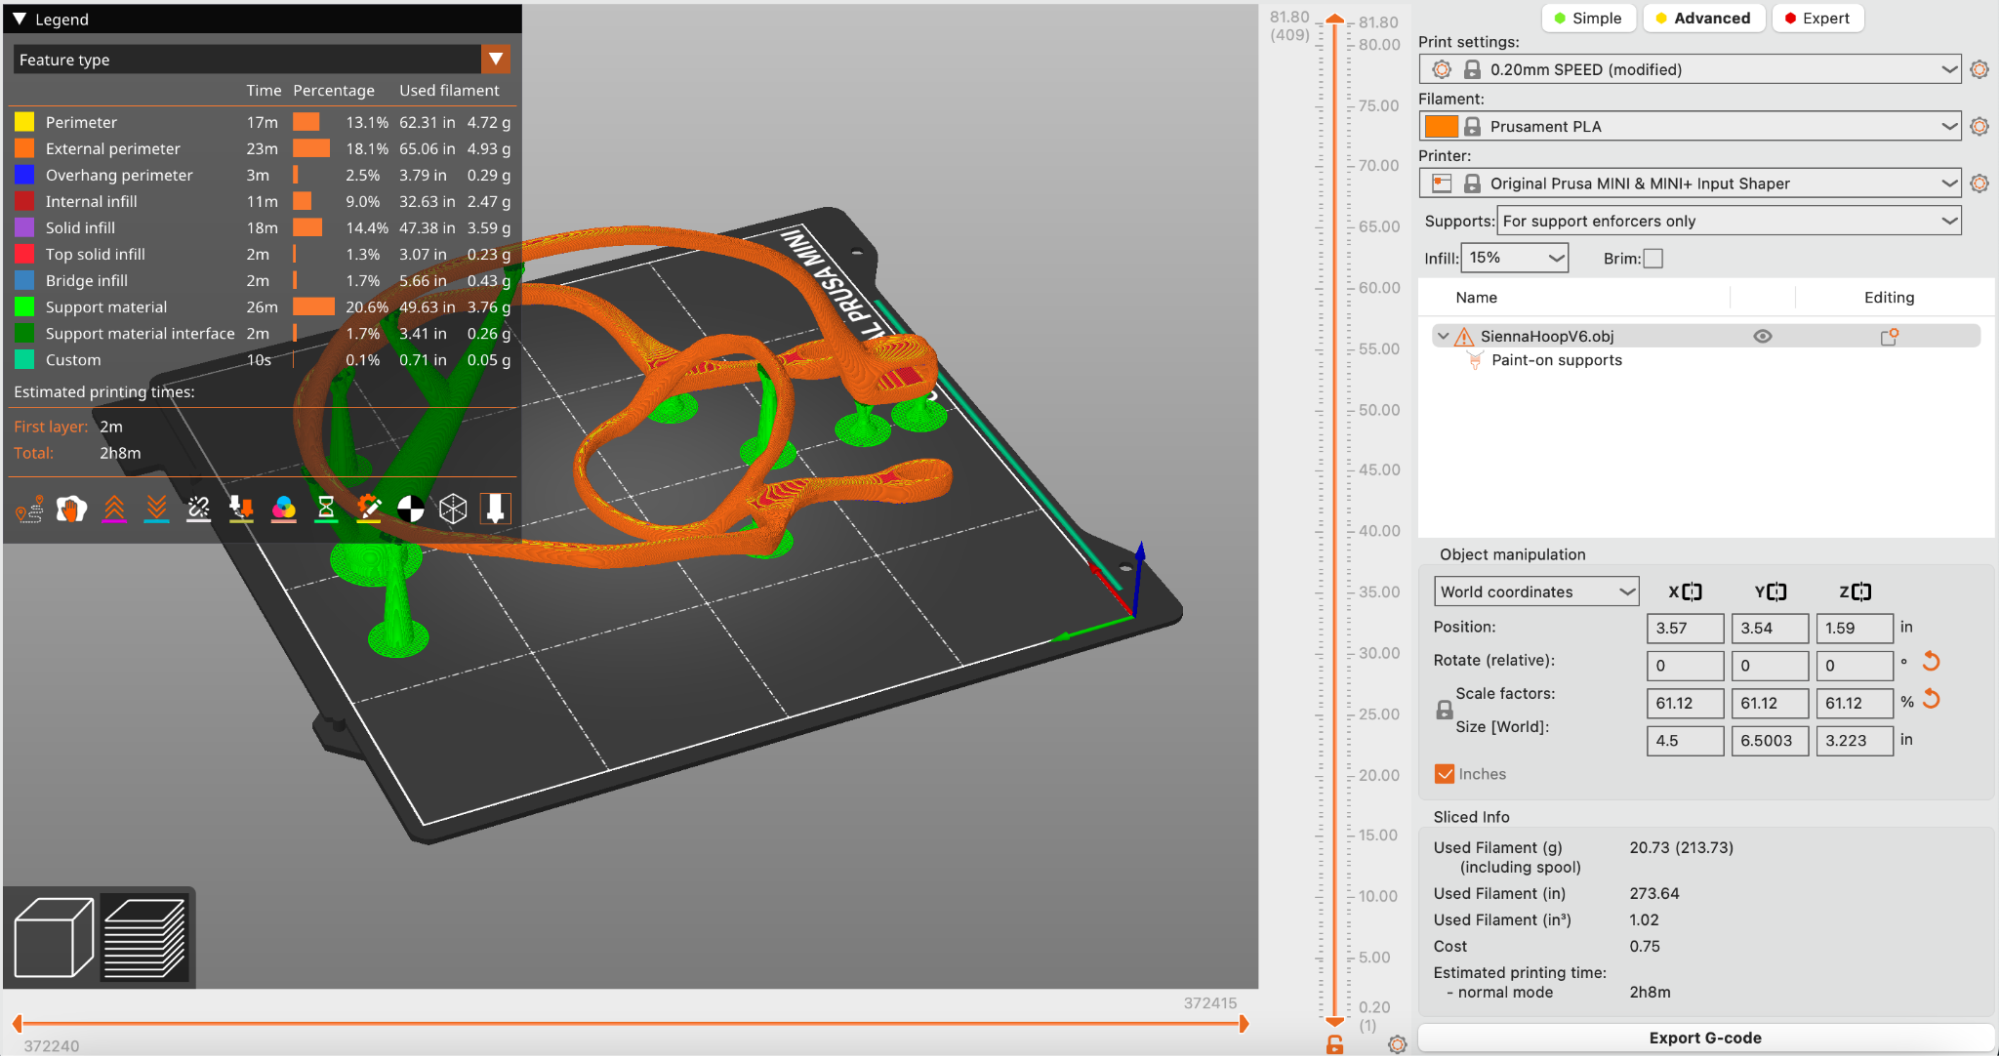 Legend
Feature type
Time Percentage Used filament
Perimeter 17m 13.1% 62.31 in 4.72 g
External perimeter 23m 18.1% 65.06 in 4.93 g
Overhang perimeter 3m 2.5% 3.79 in 0.29 g
Internal infill 11m 9.0% 32.63 in 2.47 g
Solid infill 18m 14.4% 47.38 in 3.59 g
Top solid infill 2m 1.3% 3.07 in 0.23 g
Bridge infill 2m 1.7% 5.66 in 0.43 g
Support material 26m 20.6% 49.63 in 3.76 g
Support material interface 2m 1.7% 3.41 in 0.26 g
Custom 10s 0.1% 0.71 in 0.05 g
Estimated printing times:
First layer: 2m
Total: 2h8m
AL PRUSA MINI
372415
372240
81.80
(409)
81.80
80.00
75.00
70.00
65.00
60.00
55.00
50.00
45.00
40.00
35.00
30.00
25.00
20.00
15.00
10.00
5.00
0.20
(1)
Simple Advanced Expert
Print settings:
0.20mm SPEED (modified)
Filament:
Prusament PLA
Printer:
Original Prusa MINI & MINI+ Input Shaper
Supports: For support enforcers only
Infill: 15% Brim:
Name Editing
SiennaHoopV6.obj
Paint-on supports
Object manipulation
World coordinates X Y Z
Position: 3.57 3.54 1.59 in
Rotate (relative): 0 0 0 °
Scale factors: 61.12 61.12 61.12 %
Size [World]: 4.5 6.5003 3.223 in
Inches
Sliced Info
Used Filament (g) 20.73 (213.73)
(including spool)
Used Filament (in) 273.64
Used Filament (in³) 1.02
Cost 0.75
Estimated printing time:
- normal mode 2h8m
Export G-code